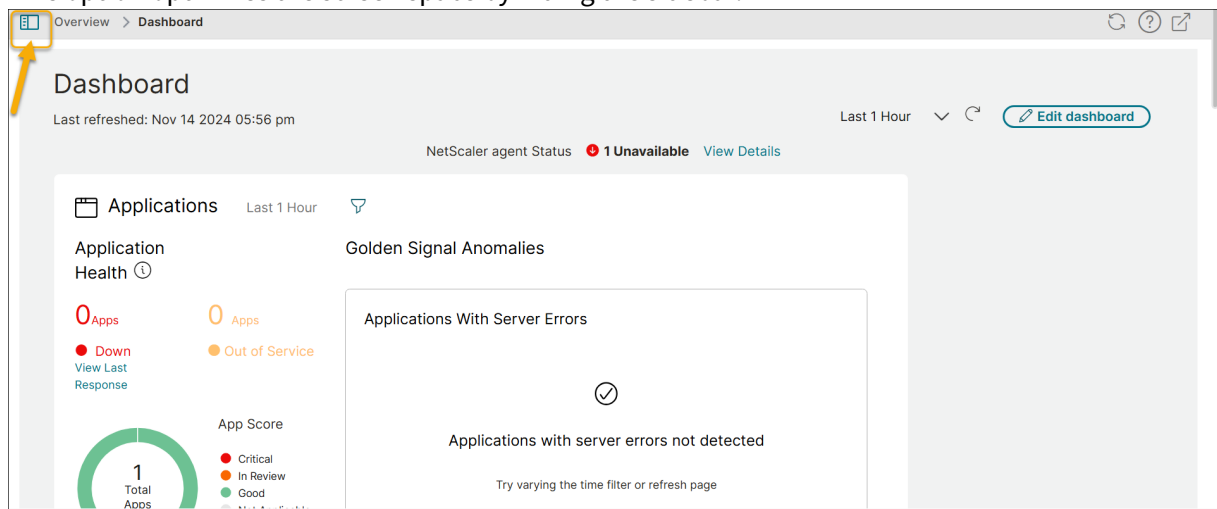 Overview > Dashboard
Dashboard
Last refreshed: Nov 14 2024 05:56 pm
Last 1 Hour
Edit dashboard
NetScaler agent Status 1 Unavailable View Details
Applications Last 1 Hour
Application
Health
Golden Signal Anomalies
0 Apps 0 Apps
Down Out of Service
View Last
Response
Applications With Server Errors
Applications with server errors not detected
Try varying the time filter or refresh page
App Score
Critical
In Review
Good
1
Total
Apps